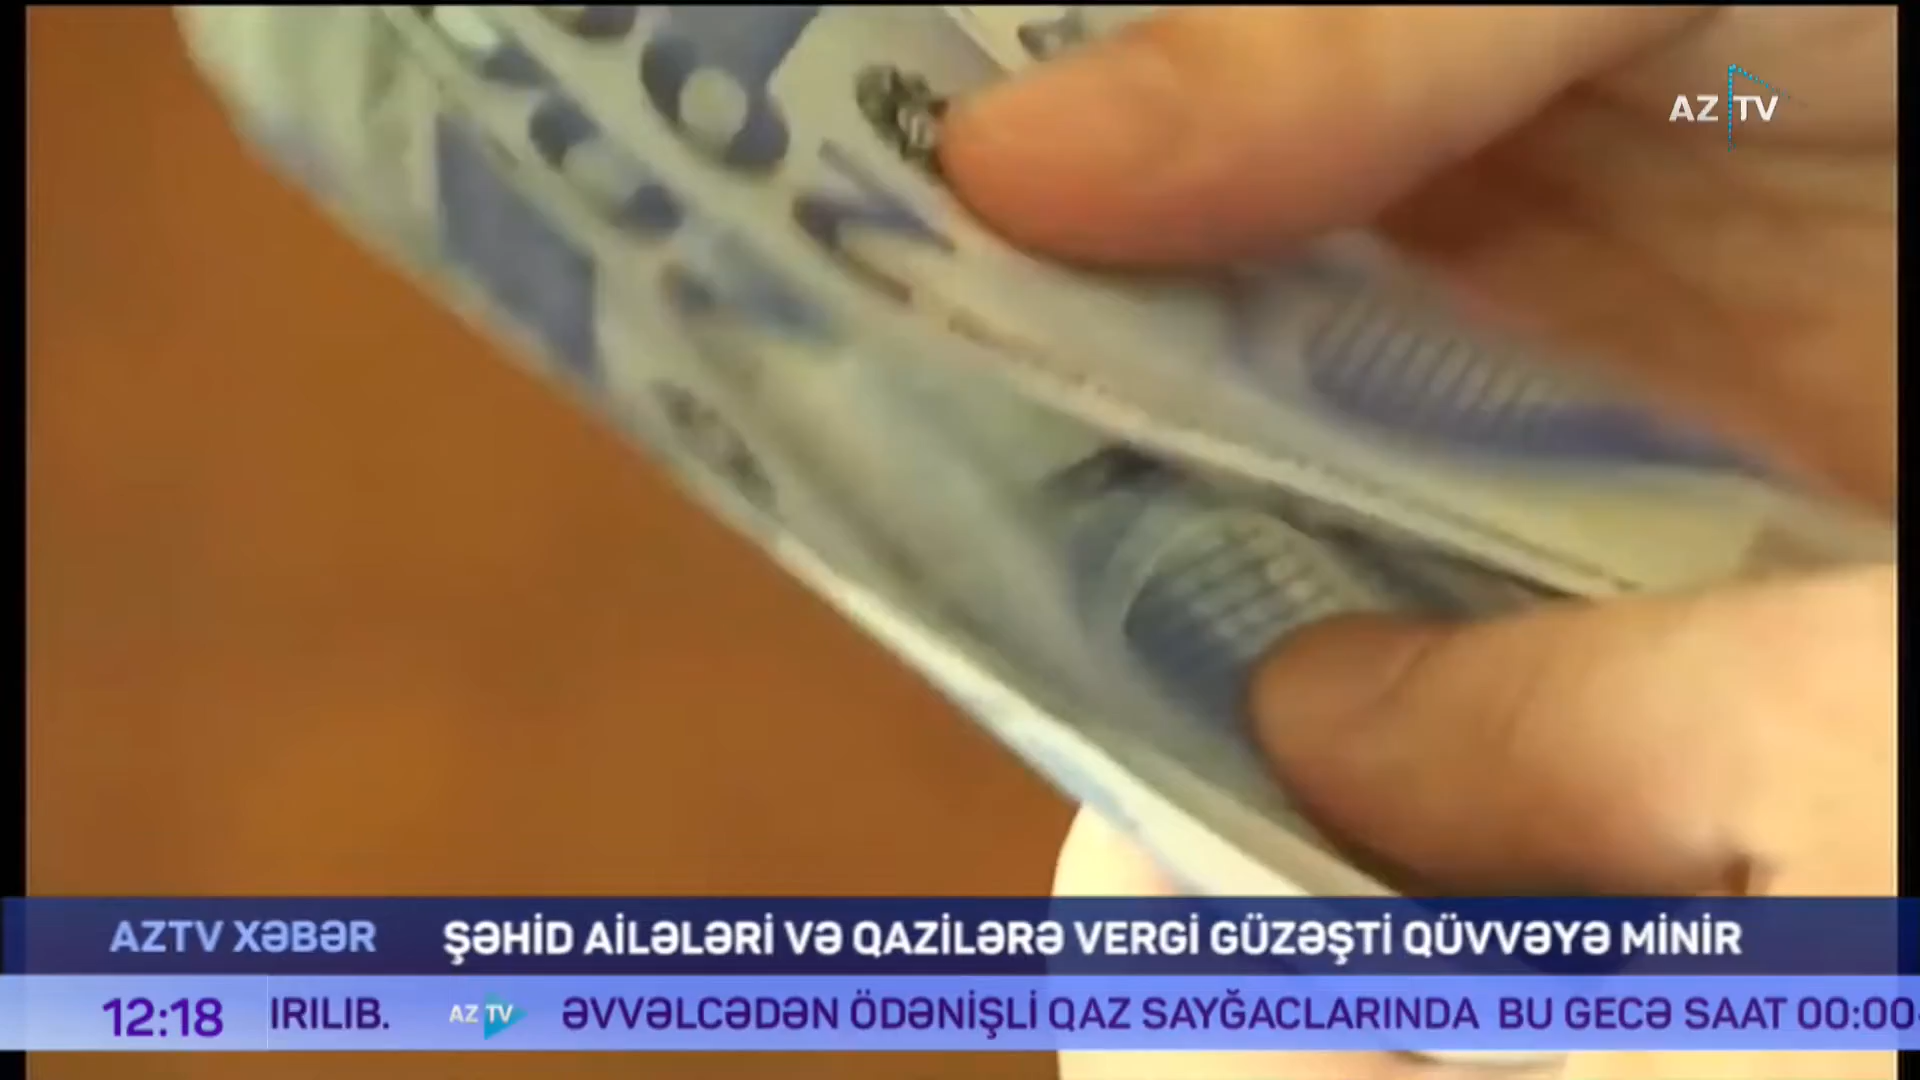 AZ TV
AZTV XƏBƏR ŞƏHİD AİLƏLƏRİ VƏ QAZİLƏRƏ VERGİ GÜZƏŞTİ QÜVVƏYƏ MİNİR
12:18 IRILIB. AZ TV ƏVVƏLCƏDƏN ÖDƏNİŞLİ QAZ SAYĞACLARINDA BU GECƏ SAAT 00:00